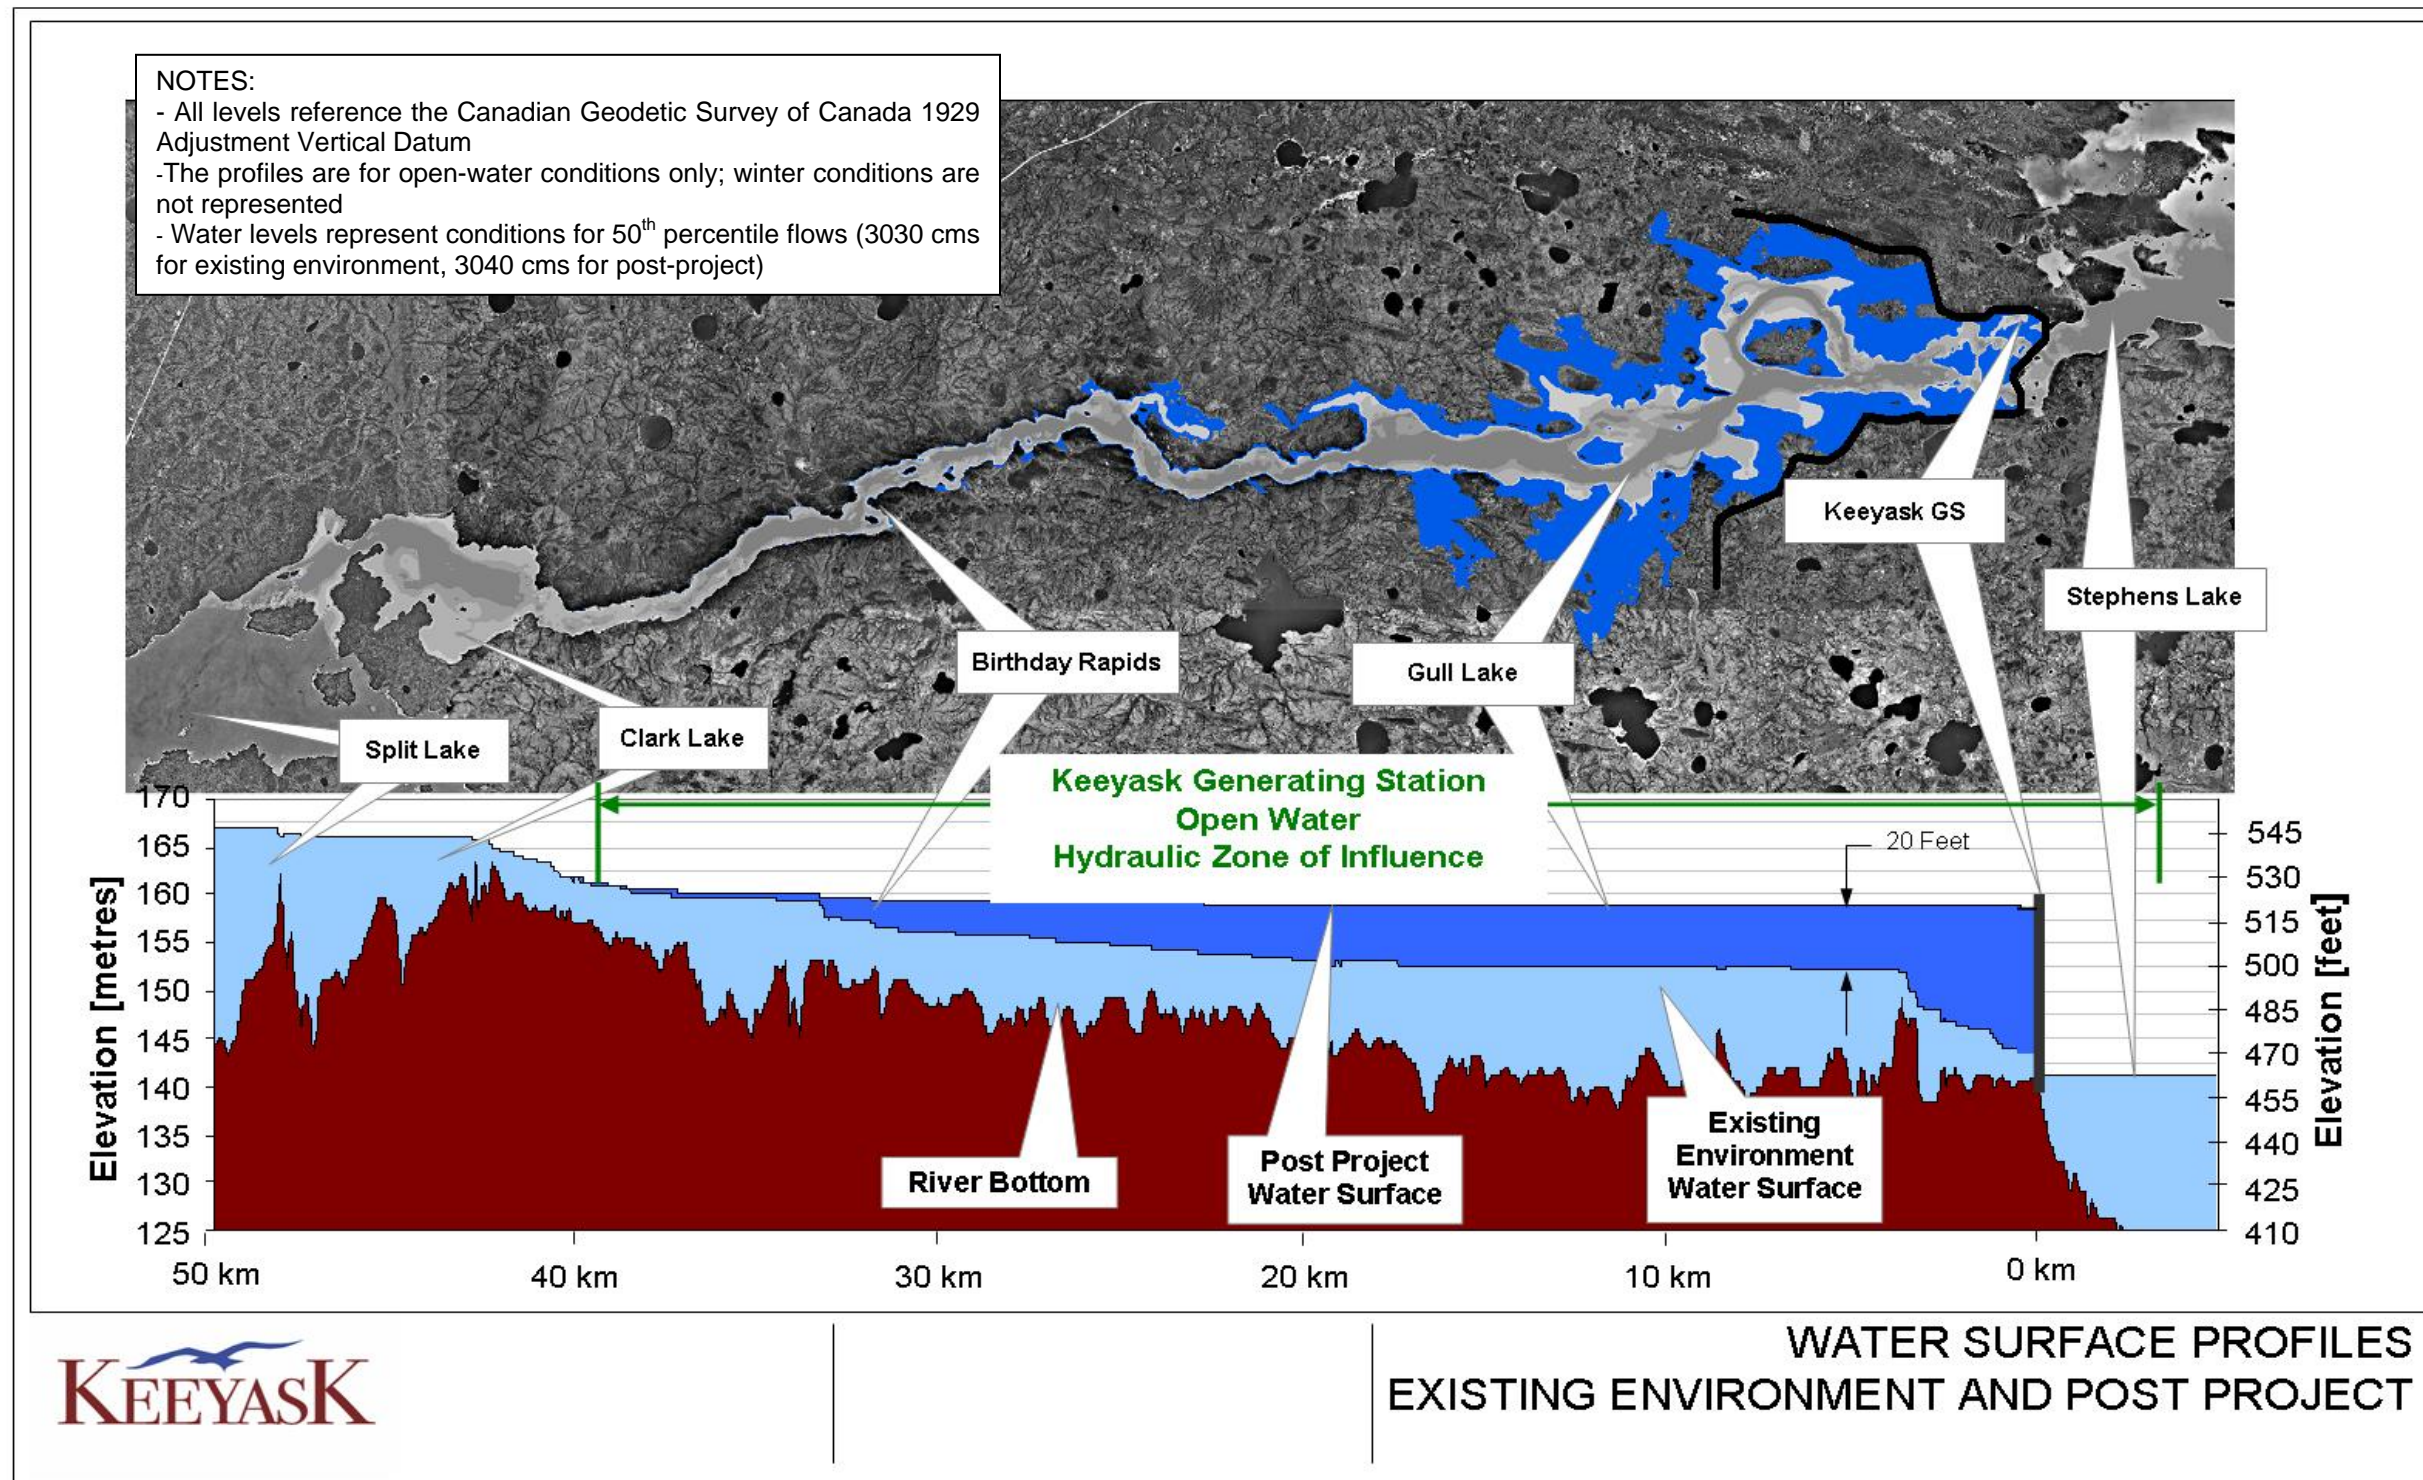 NOTES:
- All levels reference the Canadian Geodetic Survey of Canada 1929
Adjustment Vertical Datum
-The profiles are for open-water conditions only; winter conditions are
not represented
- Water levels represent conditions for 50th percentile flows (3030 cms
for existing environment, 3040 cms for post-project)
Keeyask GS
Stephens Lake
Birthday Rapids
Gull Lake
Split Lake
Clark Lake
Keeyask Generating Station
Open Water
Hydraulic Zone of Influence
20 Feet
Elevation [metres]
170
165
160
155
150
145
140
135
130
125
545
530
515
500
485
470
455
440
425
410
Elevation [feet]
River Bottom
Post Project
Water Surface
Existing
Environment
Water Surface
50 km
40 km
30 km
20 km
10 km
0 km
KEEYASK
WATER SURFACE PROFILES
EXISTING ENVIRONMENT AND POST PROJECT